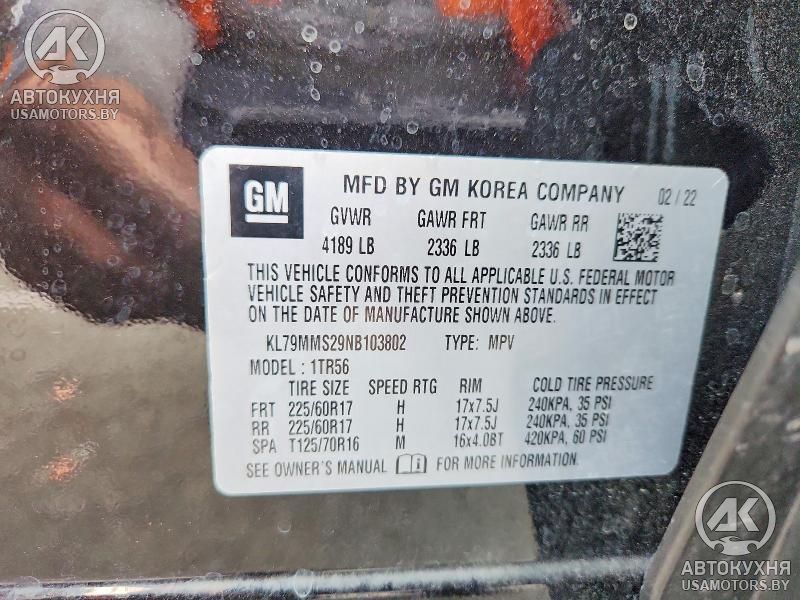 AK
АВТОКУХНЯ
USAMOTORS.BY
GM
MFD BY GM KOREA COMPANY 02 / 22
GVWR GAWR FRT GAWR RR
4189 LB 2336 LB 2336 LB
THIS VEHICLE CONFORMS TO ALL APPLICABLE U.S. FEDERAL MOTOR
VEHICLE SAFETY AND THEFT PREVENTION STANDARDS IN EFFECT
ON THE DATE OF MANUFACTURE SHOWN ABOVE.
KL79MMS29NB103802 TYPE: MPV
MODEL : 1TR56
TIRE SIZE SPEED RTG RIM COLD TIRE PRESSURE
FRT 225/60R17 H 17x7.5J 240KPA, 35 PSI
RR 225/60R17 H 17x7.5J 240KPA, 35 PSI
SPA T125/70R16 M 16x4.0BT 420KPA, 60 PSI
SEE OWNER'S MANUAL FOR MORE INFORMATION.
AK
АВТОКУХНЯ
USAMOTORS.BY